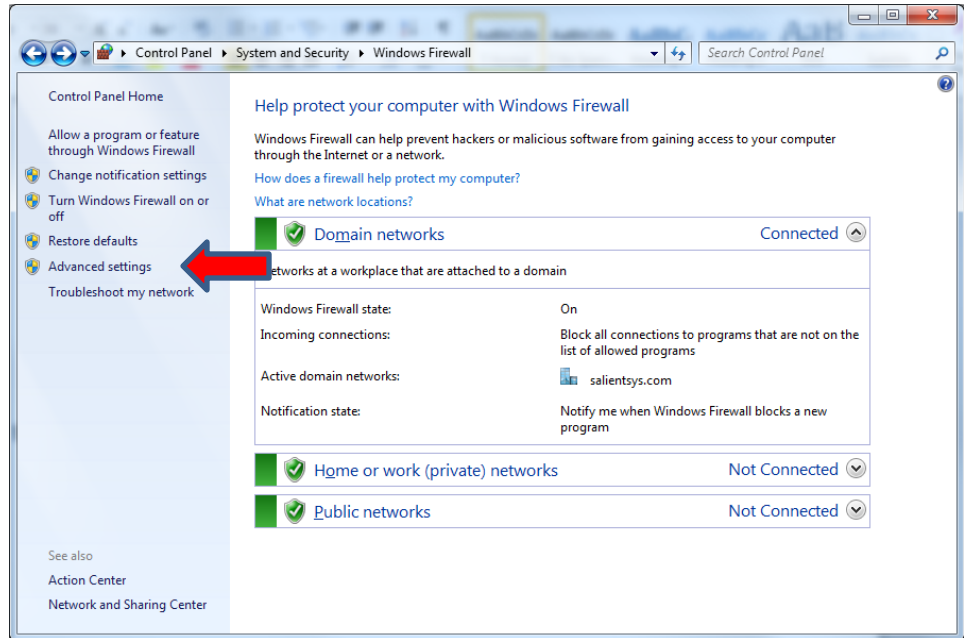 Control Panel ▸ System and Security ▸ Windows Firewall
Search Control Panel
Control Panel Home
Allow a program or feature
through Windows Firewall
Change notification settings
Turn Windows Firewall on or
off
Restore defaults
Advanced settings
Troubleshoot my network
See also
Action Center
Network and Sharing Center
Help protect your computer with Windows Firewall
Windows Firewall can help prevent hackers or malicious software from gaining access to your computer
through the Internet or a network.
How does a firewall help protect my computer?
What are network locations?
Domain networks Connected
etworks at a workplace that are attached to a domain
Windows Firewall state: On
Incoming connections: Block all connections to programs that are not on the
list of allowed programs
Active domain networks: salientsys.com
Notification state: Notify me when Windows Firewall blocks a new
program
Home or work (private) networks Not Connected
Public networks Not Connected